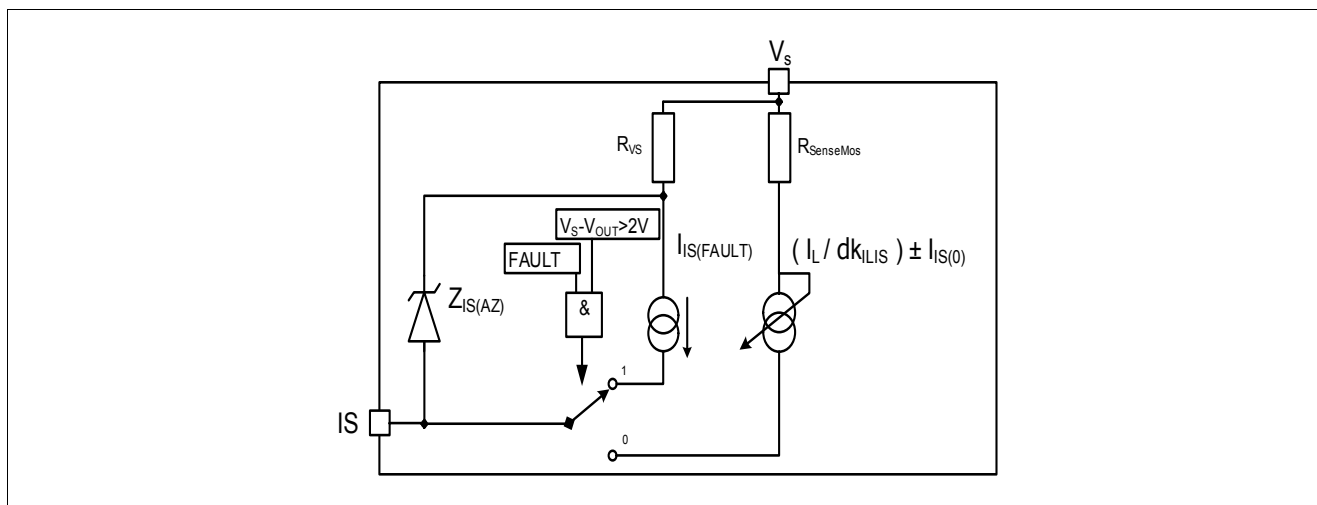 Vs
RVS
RSenseMos
VS-VOUT>2V
FAULT
IIS(FAULT)
( IL / dkILIS ) ± IIS(0)
ZIS(AZ)
&
1
IS
0